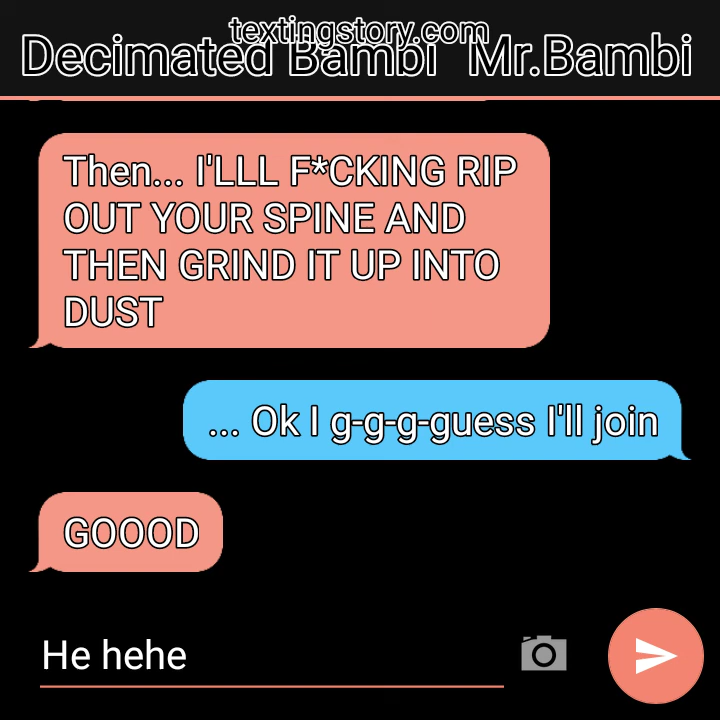 textingstory.com
Decimated Bambi Mr.Bambi
Then... I'LLL F*CKING RIP
OUT YOUR SPINE AND
THEN GRIND IT UP INTO
DUST
... Ok I g-g-g-guess I'll join
GOOOD
He hehe